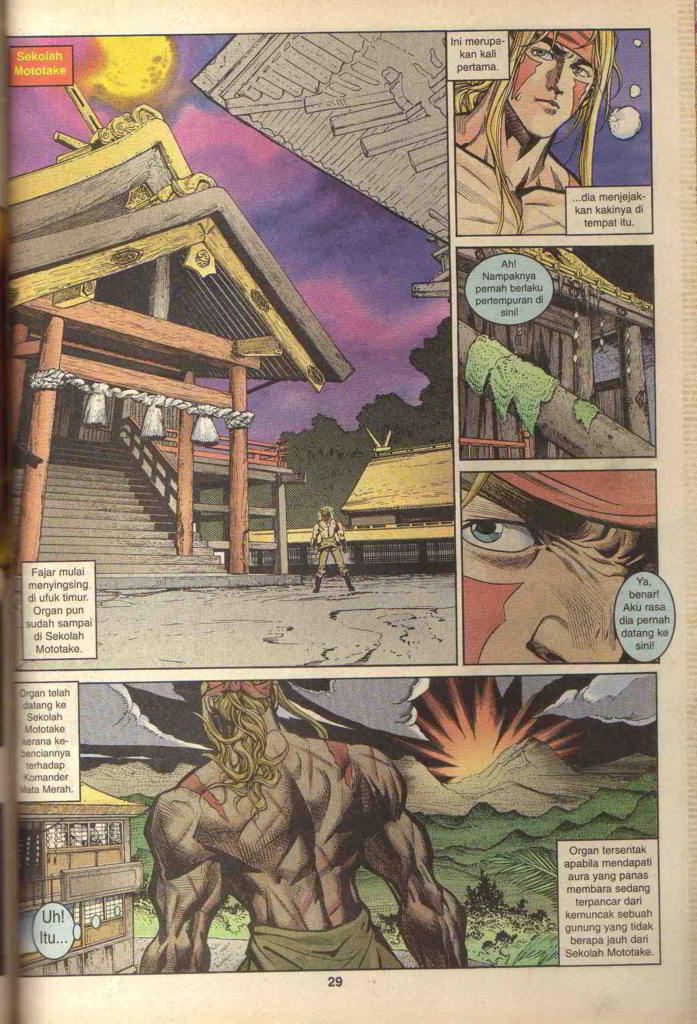 Sekolah
Mototake
Fajar mulai
menyingsing
di ufuk timur.
Organ pun
sudah sampai
di Sekolah
Mototake.
Ini merupa-
kan kali
pertama.
...dia menjejak-
kan kakinya di
tempat itu.
Ah!
Nampaknya
pernah berlaku
pertempuran di
sini!
Ya,
benar!
Aku rasa
dia pernah
datang ke
sini!
Organ telah
datang ke
Sekolah
Mototake
kerana ke-
benciannya
terhadap
Komander
Mata Merah.
Uh!
Itu...
Organ tersentak
apabila mendapati
aura yang panas
membara sedang
terpancar dari
kemuncak sebuah
gunung yang tidak
berapa jauh dari
Sekolah Mototake.
29